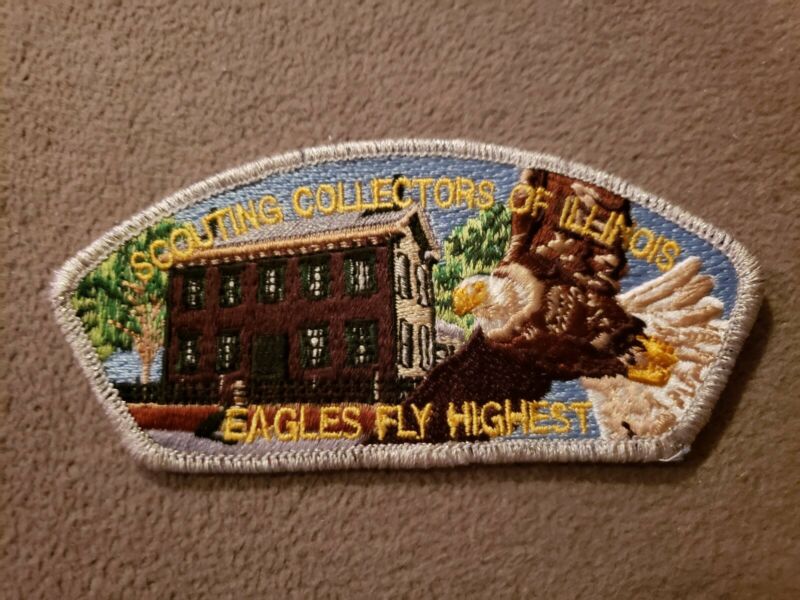 SCOUTING COLLECTORS OF ILLINOIS
EAGLES FLY HIGHEST